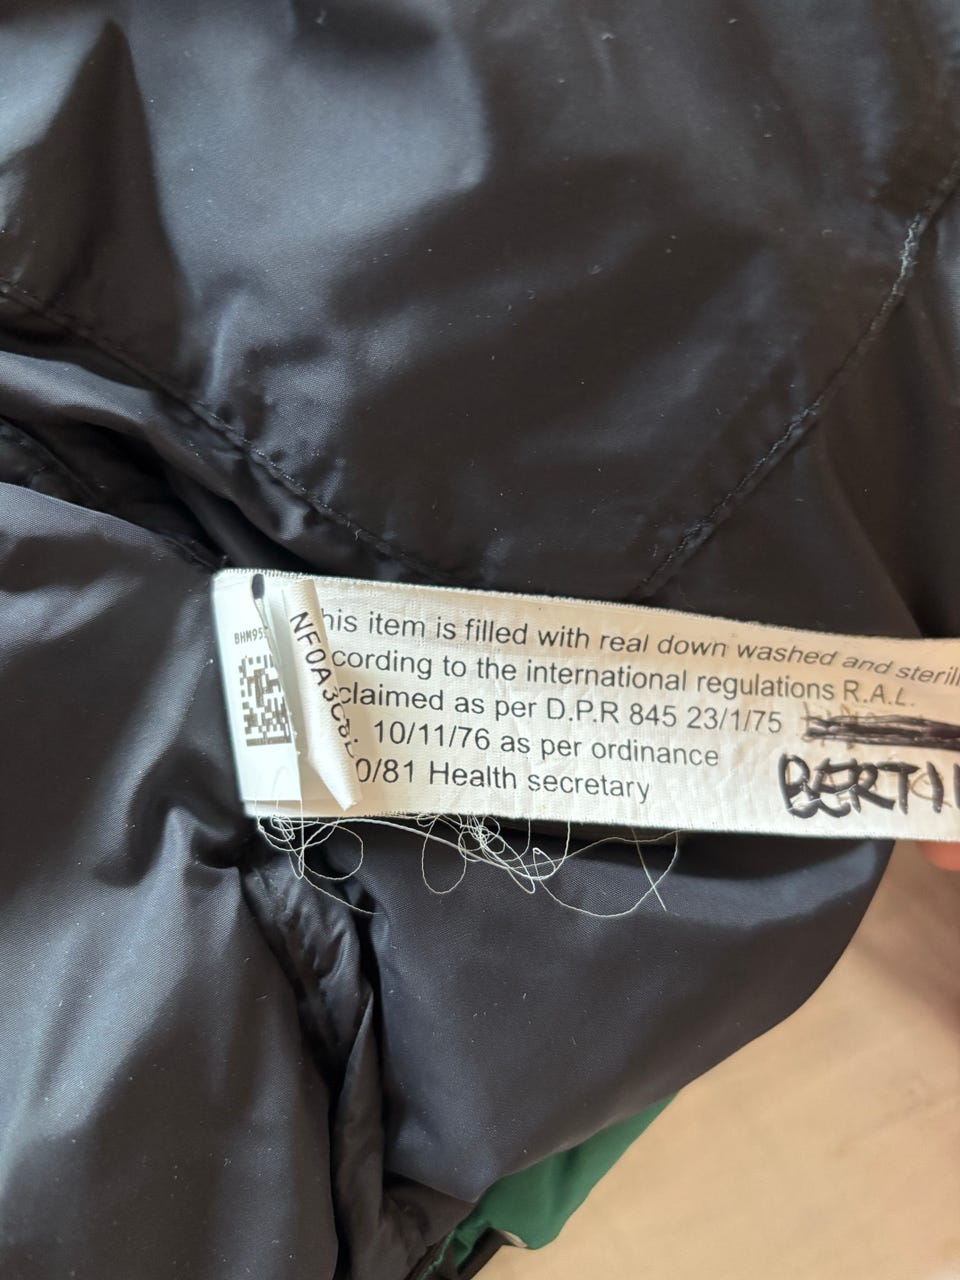 BHM95
NF0A3C8
his item is filled with real down washed and sterili
cording to the international regulations R.A.L.
claimed as per D.P.R 845 23/1/75
. 10/11/76 as per ordinance
0/81 Health secretary
BERTI